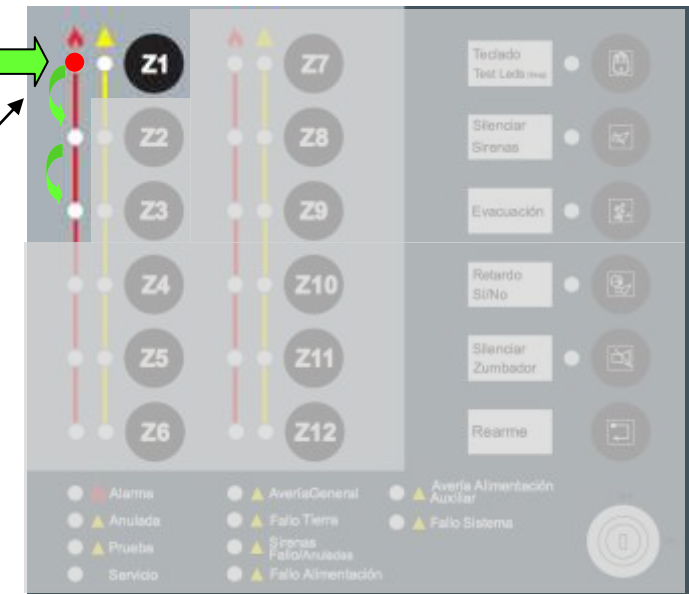 Z1
Z7
Teclado
Test Leds
Z2
Z8
Silenciar
Sirenas
Z3
Z9
Evacuación
Z4
Z10
Retardo
Sí/No
Z5
Z11
Silenciar
Zumbador
Z6
Z12
Rearme
Alarma
Anulada
Prueba
Servicio
AveríaGeneral
Fallo Tierra
Sirenas
Fallo/Anuladas
Fallo Alimentación
Avería Alimentación
Auxiliar
Fallo Sistema